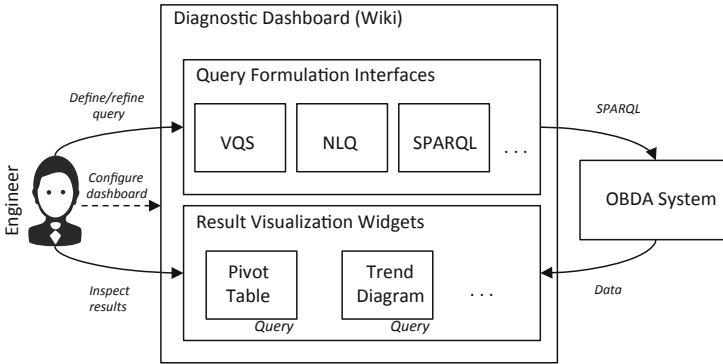 Diagnostic Dashboard (Wiki)
Query Formulation Interfaces
VQS
NLQ
SPARQL
. . .
Define/refine
query
SPARQL
Engineer
Configure
dashboard
OBDA System
Result Visualization Widgets
Pivot
Table
Query
Trend
Diagram
Query
. . .
Inspect
results
Data